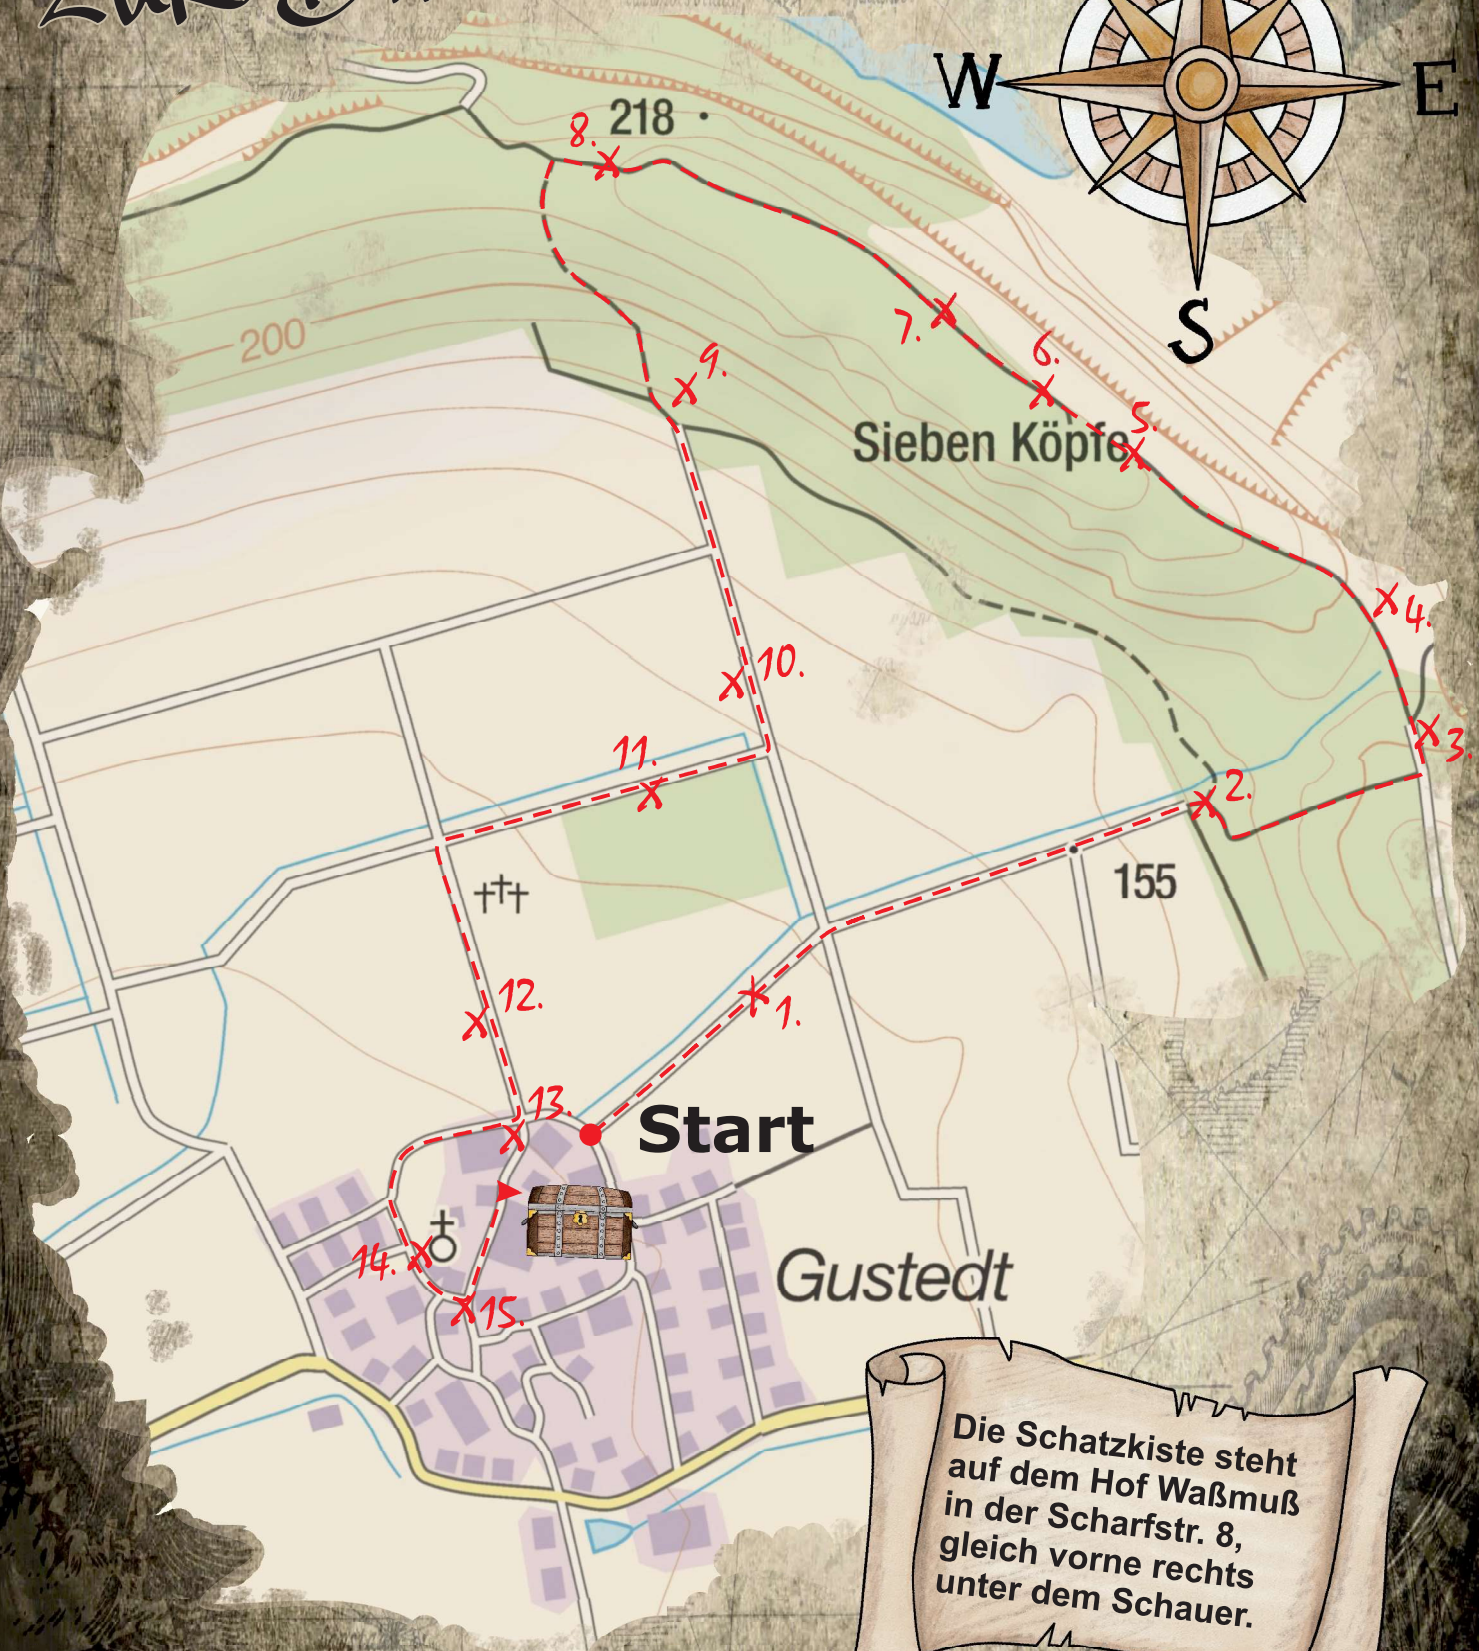 W
E
8.
218
S
7.
6.
200
9.
5.
Sieben Köpfe
4.
10.
3.
11.
2.
155
12.
1.
13.
Start
14.
Gustedt
15.
Die Schatzkiste steht
auf dem Hof Waßmuß
in der Scharfstr. 8,
gleich vorne rechts
unter dem Schauer.